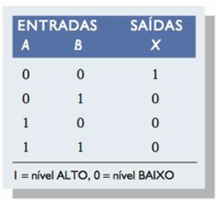 ENTRADAS SAÍDAS
A B X
0 0 1
0 1 0
1 0 0
1 1 0
1 = nível ALTO, 0 = nível BAIXO